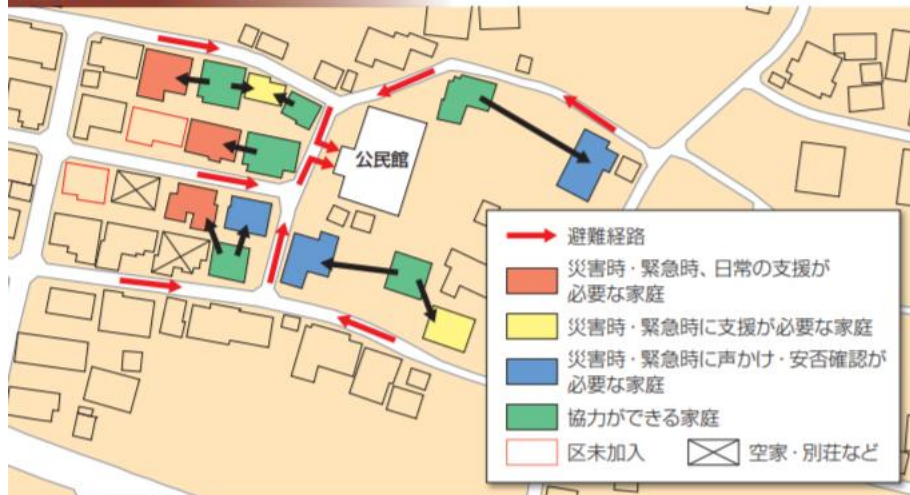 公民館
避難経路
災害時・緊急時、日常の支援が
必要な家庭
災害時・緊急時に支援が必要な家庭
災害時・緊急時に声かけ・安否確認が
必要な家庭
協力ができる家庭
区未加入
空家・別荘など